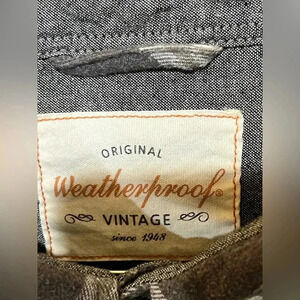 ORIGINAL
Weatherproof®
VINTAGE
since 1948